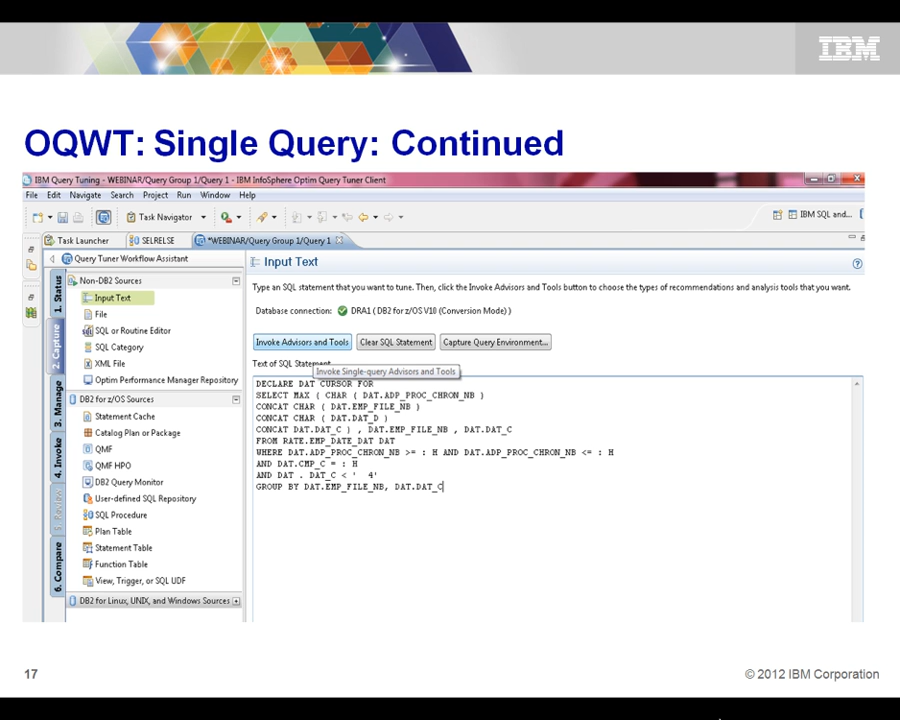 IBM
OQWT: Single Query: Continued
IBM Query Tuning - WEBINAR/Query Group 1/Query 1 - IBM InfoSphere Optim Query Tuner Client
File Edit Navigate Search Project Run Window Help
Task Navigator
IBM SQL and...
Task Launcher SELRELSE *WEBINAR/Query Group 1/Query 1
Query Tuner Workflow Assistant
1. Status
2. Capture
3. Manage
4. Invoke
5. Review
6. Compare
Non-DB2 Sources
Input Text
File
SQL or Routine Editor
SQL Category
XML File
Optim Performance Manager Repository
DB2 for z/OS Sources
Statement Cache
Catalog Plan or Package
QMF
QMF HPO
DB2 Query Monitor
User-defined SQL Repository
SQL Procedure
Plan Table
Statement Table
Function Table
View, Trigger, or SQL UDF
DB2 for Linux, UNIX, and Windows Sources
Input Text
Type an SQL statement that you want to tune. Then, click the Invoke Advisors and Tools button to choose the types of recommendations and analysis tools that you want.
Database connection: DRA1 ( DB2 for z/OS V10 (Conversion Mode) )
Invoke Advisors and Tools Clear SQL Statement Capture Query Environment...
Text of SQL Statement
Invoke Single-query Advisors and Tools
DECLARE DAT CURSOR FOR
SELECT MAX ( CHAR ( DAT.ADP_PROC_CHRON_NB )
CONCAT CHAR ( DAT.EMP_FILE_NB )
CONCAT CHAR ( DAT.DAT_D )
CONCAT DAT.DAT_C ) , DAT.EMP_FILE_NB , DAT.DAT_C
FROM RATE.EMP_DATE_DAT DAT
WHERE DAT.ADP_PROC_CHRON_NB >= : H AND DAT.ADP_PROC_CHRON_NB <= : H
AND DAT.CMP_C = : H
AND DAT . DAT_C < '  4'
GROUP BY DAT.EMP_FILE_NB, DAT.DAT_C
17
© 2012 IBM Corporation